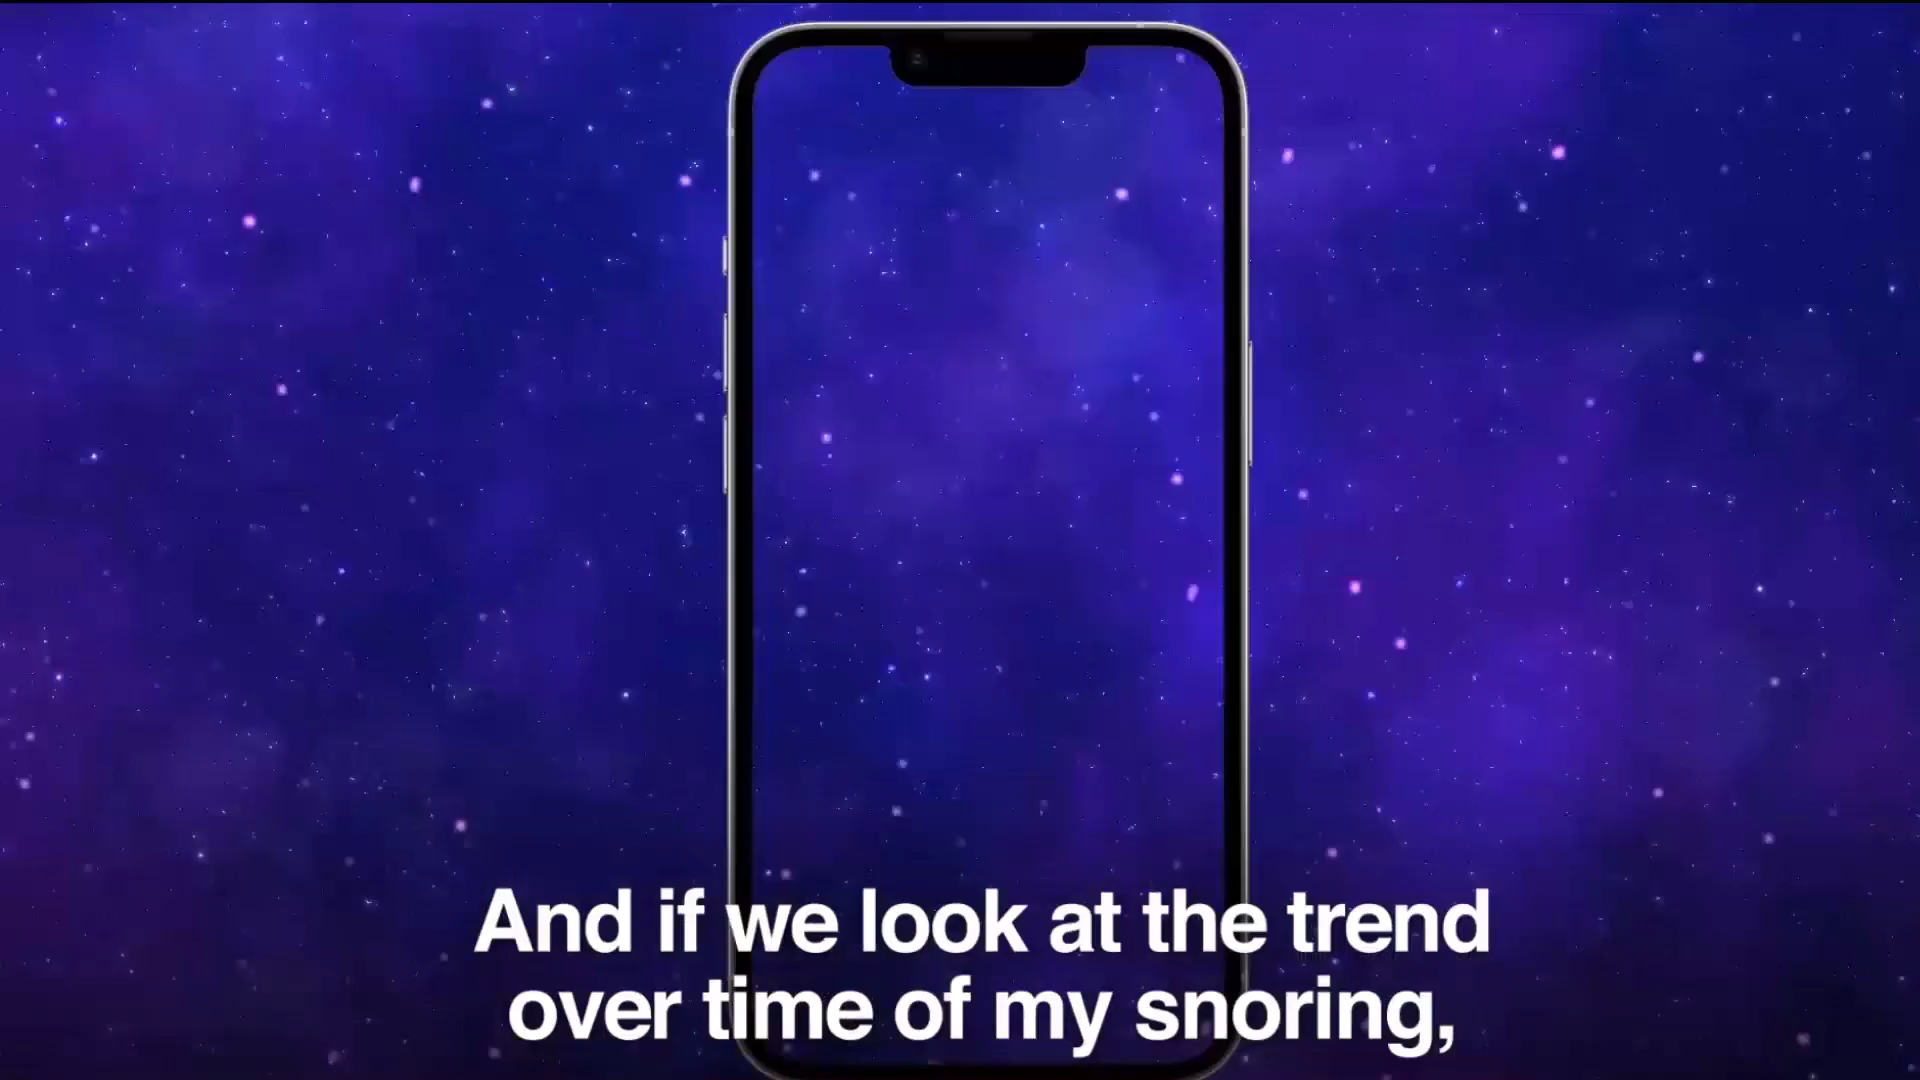 And if we look at the trend
over time of my snoring,